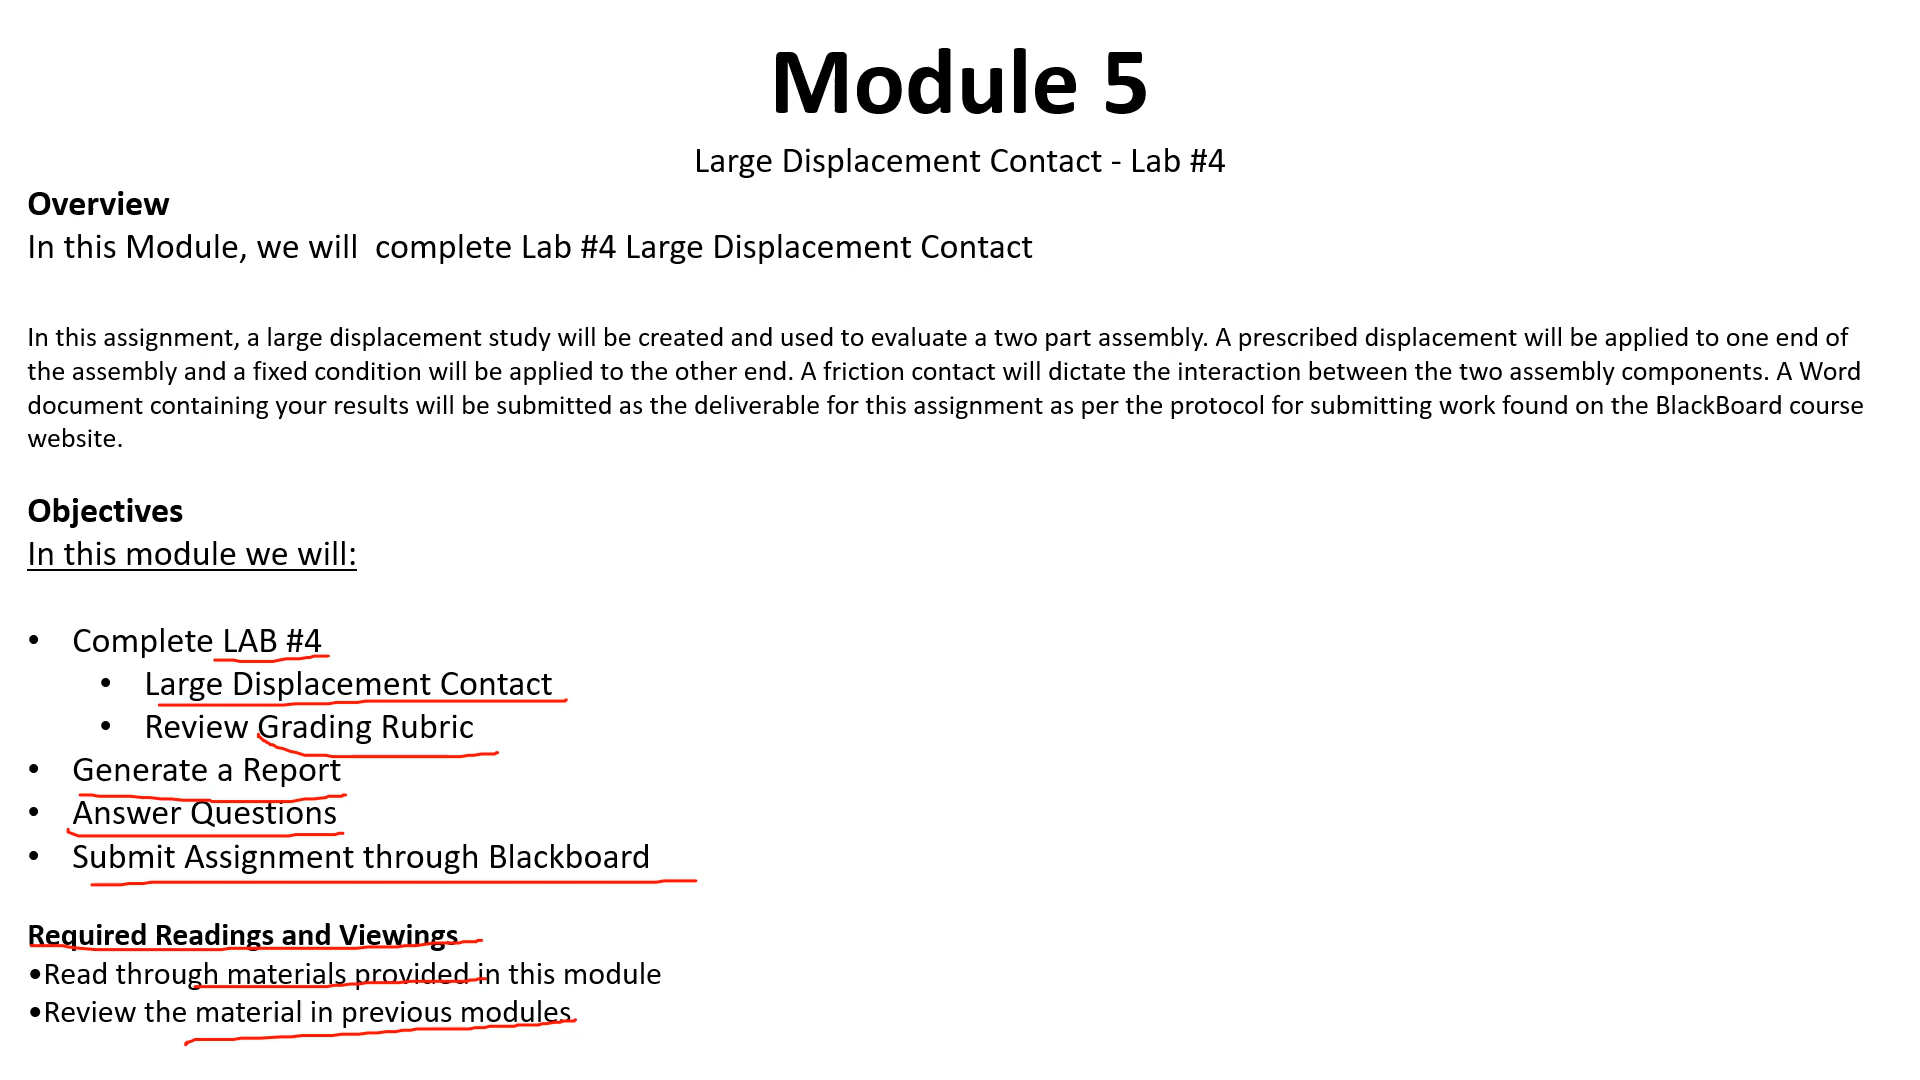 Module 5
Large Displacement Contact - Lab #4
Overview
In this Module, we will  complete Lab #4 Large Displacement Contact
In this assignment, a large displacement study will be created and used to evaluate a two part assembly. A prescribed displacement will be applied to one end of
the assembly and a fixed condition will be applied to the other end. A friction contact will dictate the interaction between the two assembly components. A Word
document containing your results will be submitted as the deliverable for this assignment as per the protocol for submitting work found on the BlackBoard course
website.
Objectives
In this module we will:
• Complete LAB #4
• Large Displacement Contact
• Review Grading Rubric
• Generate a Report
• Answer Questions
• Submit Assignment through Blackboard
Required Readings and Viewings
•Read through materials provided in this module
•Review the material in previous modules